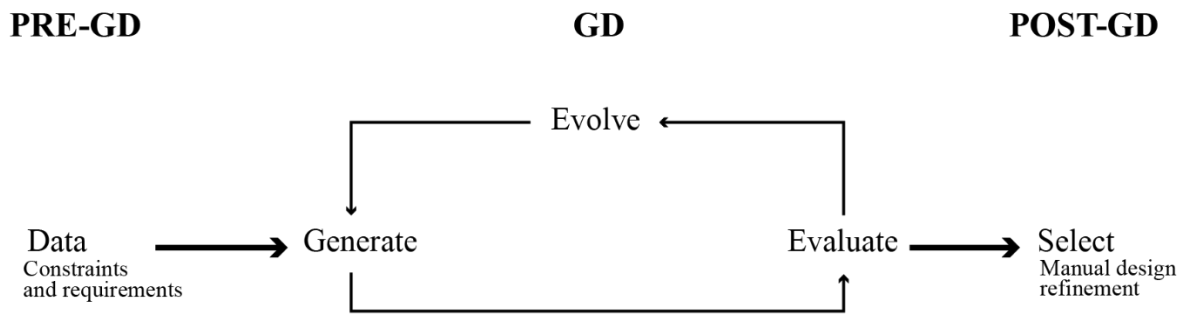 PRE-GD
GD
POST-GD
Evolve
Data
Constraints
and requirements
Generate
Evaluate
Select
Manual design
refinement